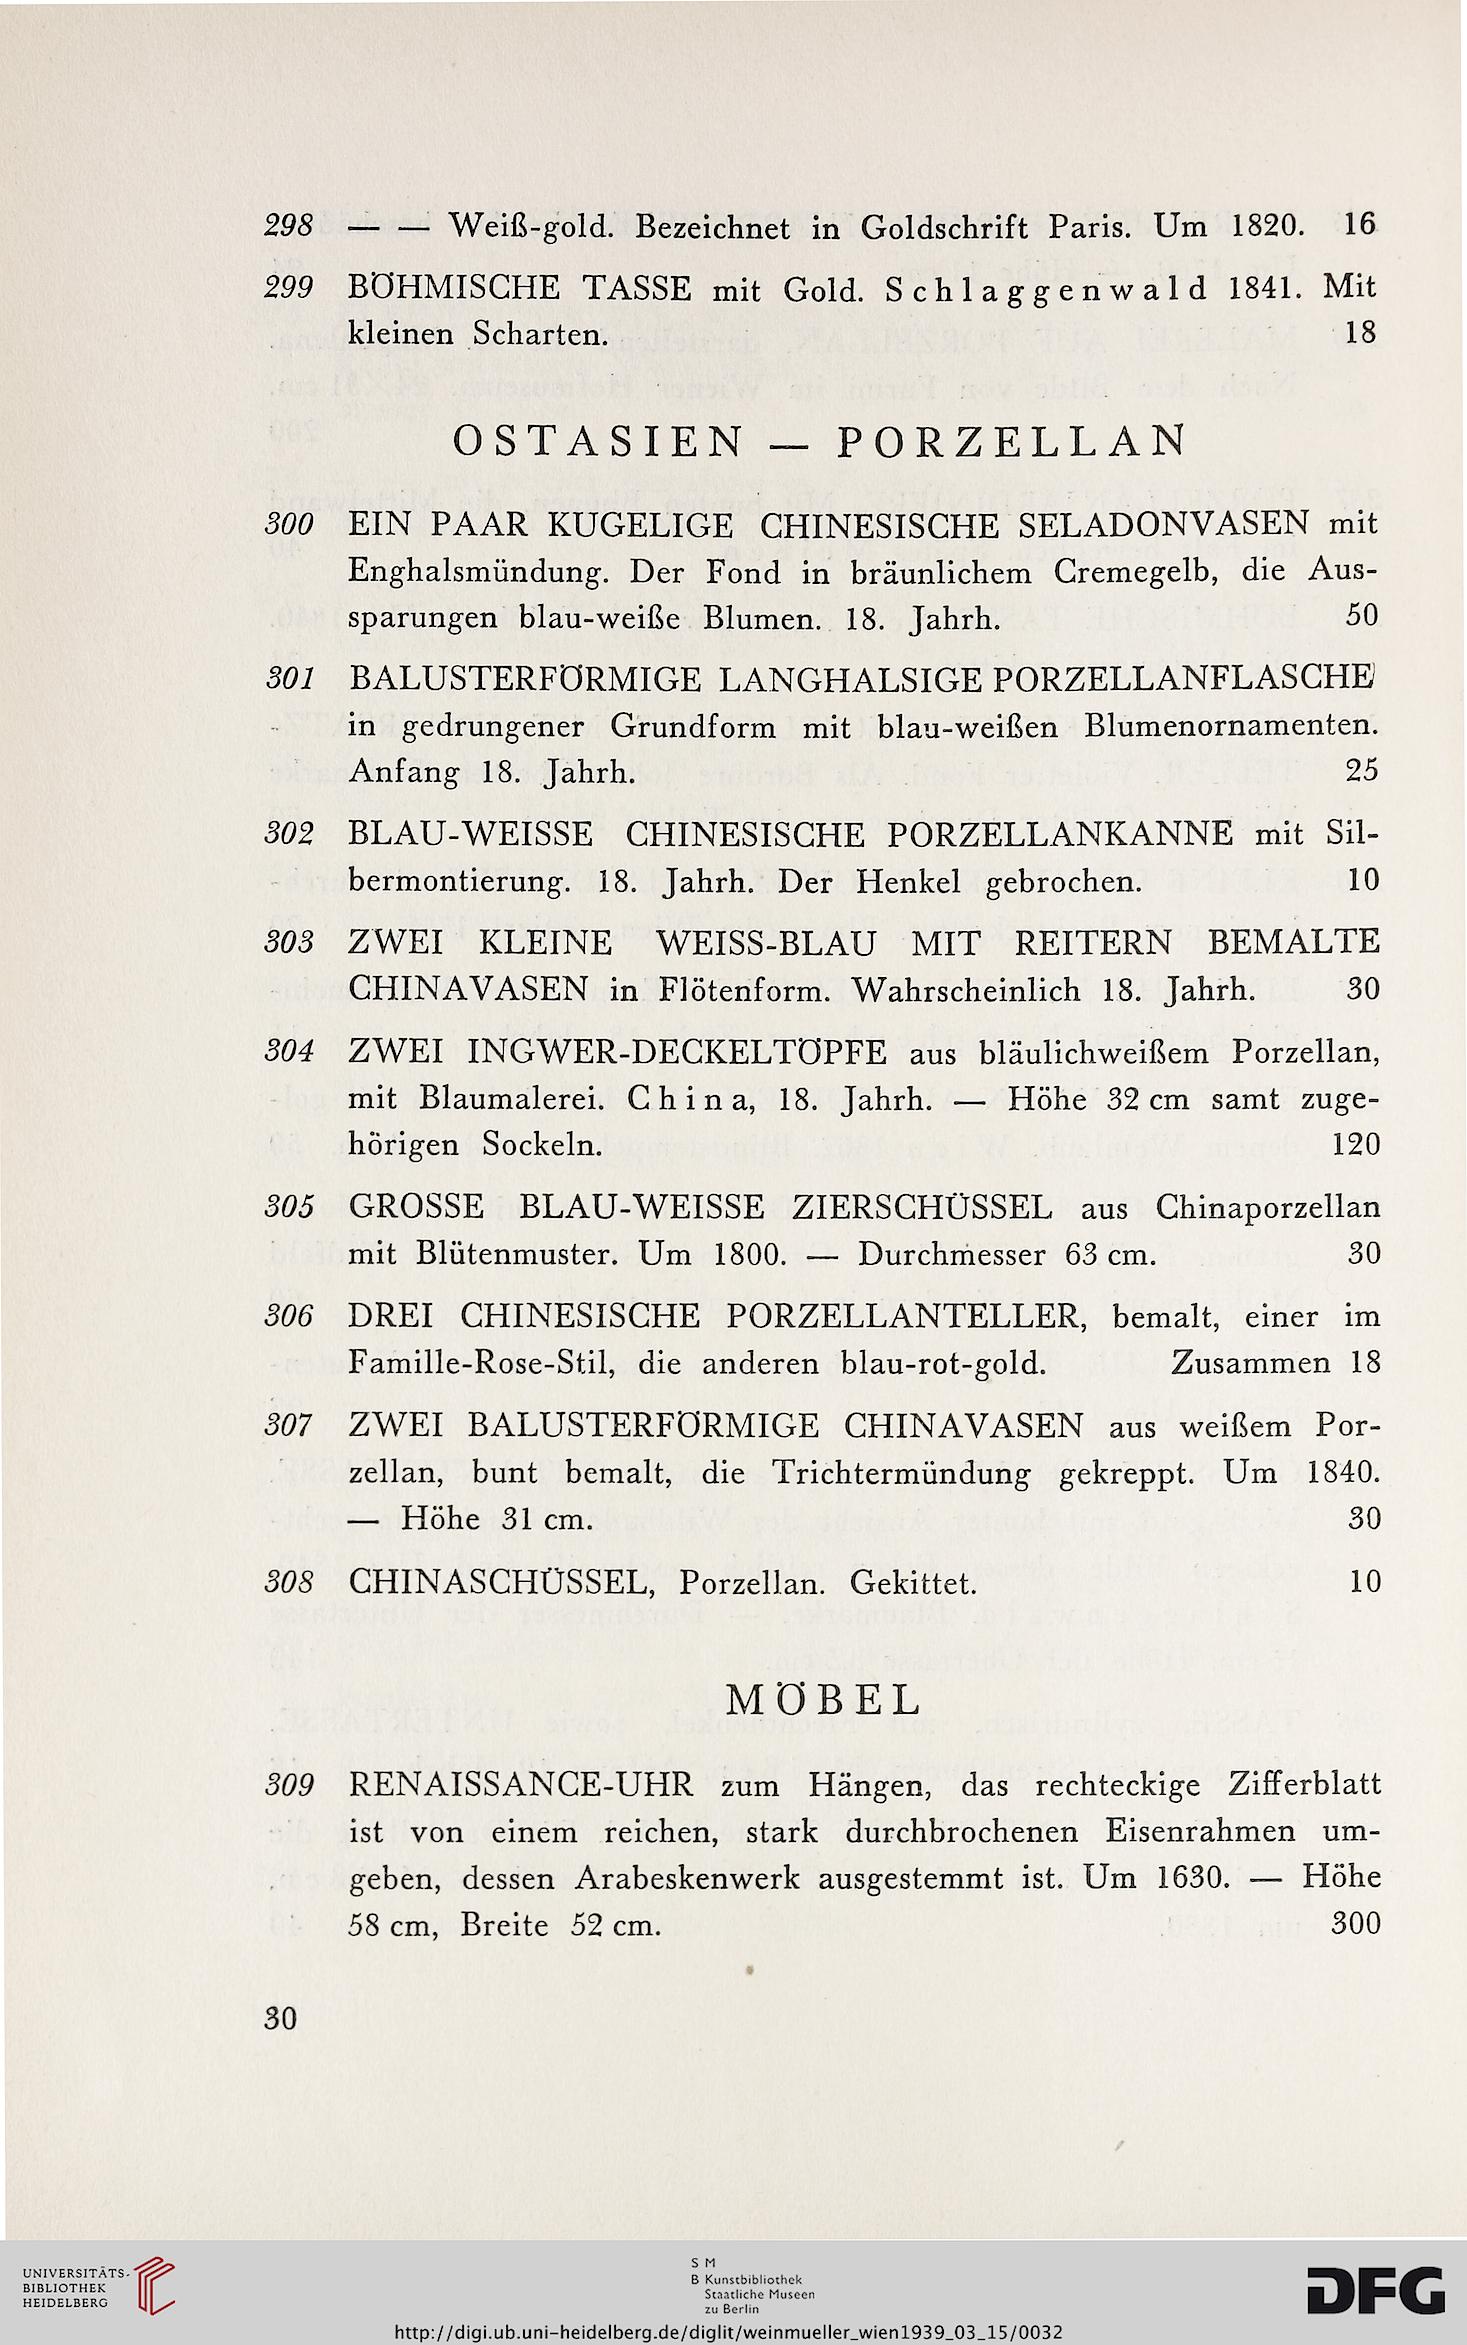 298 — — Weiß-gold. Bezeichnet in Goldschrift Paris. Um 1820. 16
299 BÖHMISCHE TASSE mit Gold. Schlaggenwald 1841. Mit
kleinen Scharten. 18
OSTASIEN — PORZELLAN
300 EIN PAAR KUGELIGE CHINESISCHE SELADONVASEN mit
Enghalsmündung. Der Fond in bräunlichem Cremegelb, die Aus-
sparungen blau-weiße Blumen. 18. Jahrh. 50
301 BALUSTERFÖRMIGE LANGHALSIGE PORZELLANFLASCHE
in gedrungener Grundform mit blau-weißen Blumenornamenten.
Anfang 18. Jahrh. 25
302 BLAU-WEISSE CHINESISCHE PORZELLANKANNE mit Sil-
bermontierung. 18. Jahrh. Der Henkel gebrochen. 10
303 ZWEI KLEINE WEISS-BLAU MIT REITERN BEMALTE
CHINAVASEN in Flötenform. Wahrscheinlich 18. Jahrh. 30
304 ZWEI INGWER-DECKELTÖPFE aus bläulichweißem Porzellan,
mit Blaumalerei. China, 18. Jahrh. — Höhe 32 cm samt zuge-
hörigen Sockeln. 120
305 GROSSE BLAU-WEISSE ZIERSCHÜSSEL aus Chinaporzellan
mit Blütenmuster. Um 1800. — Durchmesser 63 cm. 30
306 DREI CHINESISCHE PORZELLANTELLER, bemalt, einer im
Famille-Rose-Stil, die anderen blau-rot-gold. Zusammen 18
307 ZWEI BALUSTERFÖRMIGE CHINAVASEN aus weißem Por-
zellan, bunt bemalt, die Trichtermündung gekreppt. Um 1840.
— Höhe 31 cm. 30
308 CHINASCHÜSSEL, Porzellan. Gekittet. 10
MÖBEL
309 RENAISSANCE-UHR zum Hängen, das rechteckige Zifferblatt
ist von einem reichen, stark durchbrochenen Eisenrahmen um-
geben, dessen Arabeskenwerk ausgestemmt ist. Um 1630. — Höhe
58 cm, Breite 52 cm. 300
30
UNIVERSITÄTS-
BIBLIOTHEK
HEIDELBERG
S M
B Kunstbibliothek
Staatliche Museen
zu Berlin
DFG
http://digi.ub.uni-heidelberg.de/diglit/weinmueller_wien1939_03_15/0032